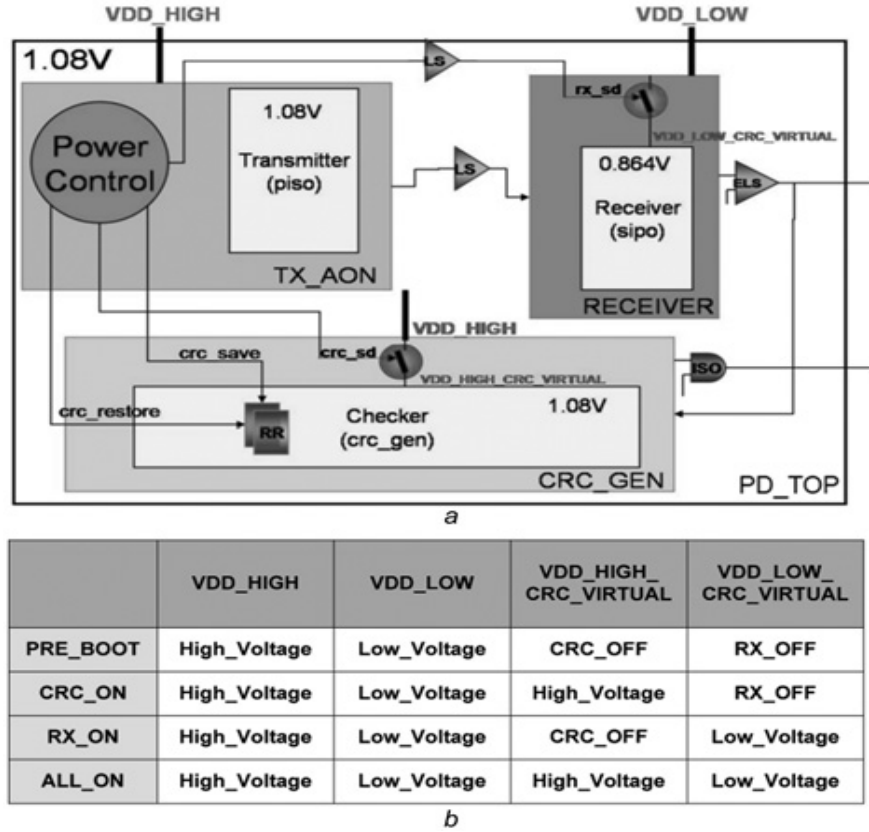 VDD_HIGH
VDD_LOW
1.08V
LS
rx_sd
VDD_LOW_CRC_VIRTUAL
Power
Control
1.08V
Transmitter
(piso)
LS
0.864V
Receiver
(sipo)
ELS
TX_AON
RECEIVER
VDD_HIGH
crc_save
crc_sd
ISO
VDD_HIGH_CRC_VIRTUAL
crc_restore
RR
Checker
(crc_gen)
1.08V
CRC_GEN
PD_TOP
a
VDD_HIGH VDD_LOW VDD_HIGH_ CRC_VIRTUAL VDD_LOW_ CRC_VIRTUAL
PRE_BOOT High_Voltage Low_Voltage CRC_OFF RX_OFF
CRC_ON High_Voltage Low_Voltage High_Voltage RX_OFF
RX_ON High_Voltage Low_Voltage CRC_OFF Low_Voltage
ALL_ON High_Voltage Low_Voltage High_Voltage Low_Voltage
b